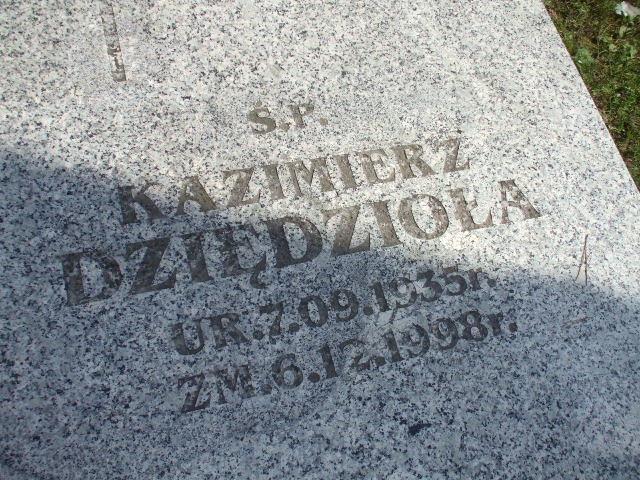 Ś.P.
KAZIMIERZ
DZIĘDZIOŁA
UR.7.09.1935r.
ZM.6.12.1998r.